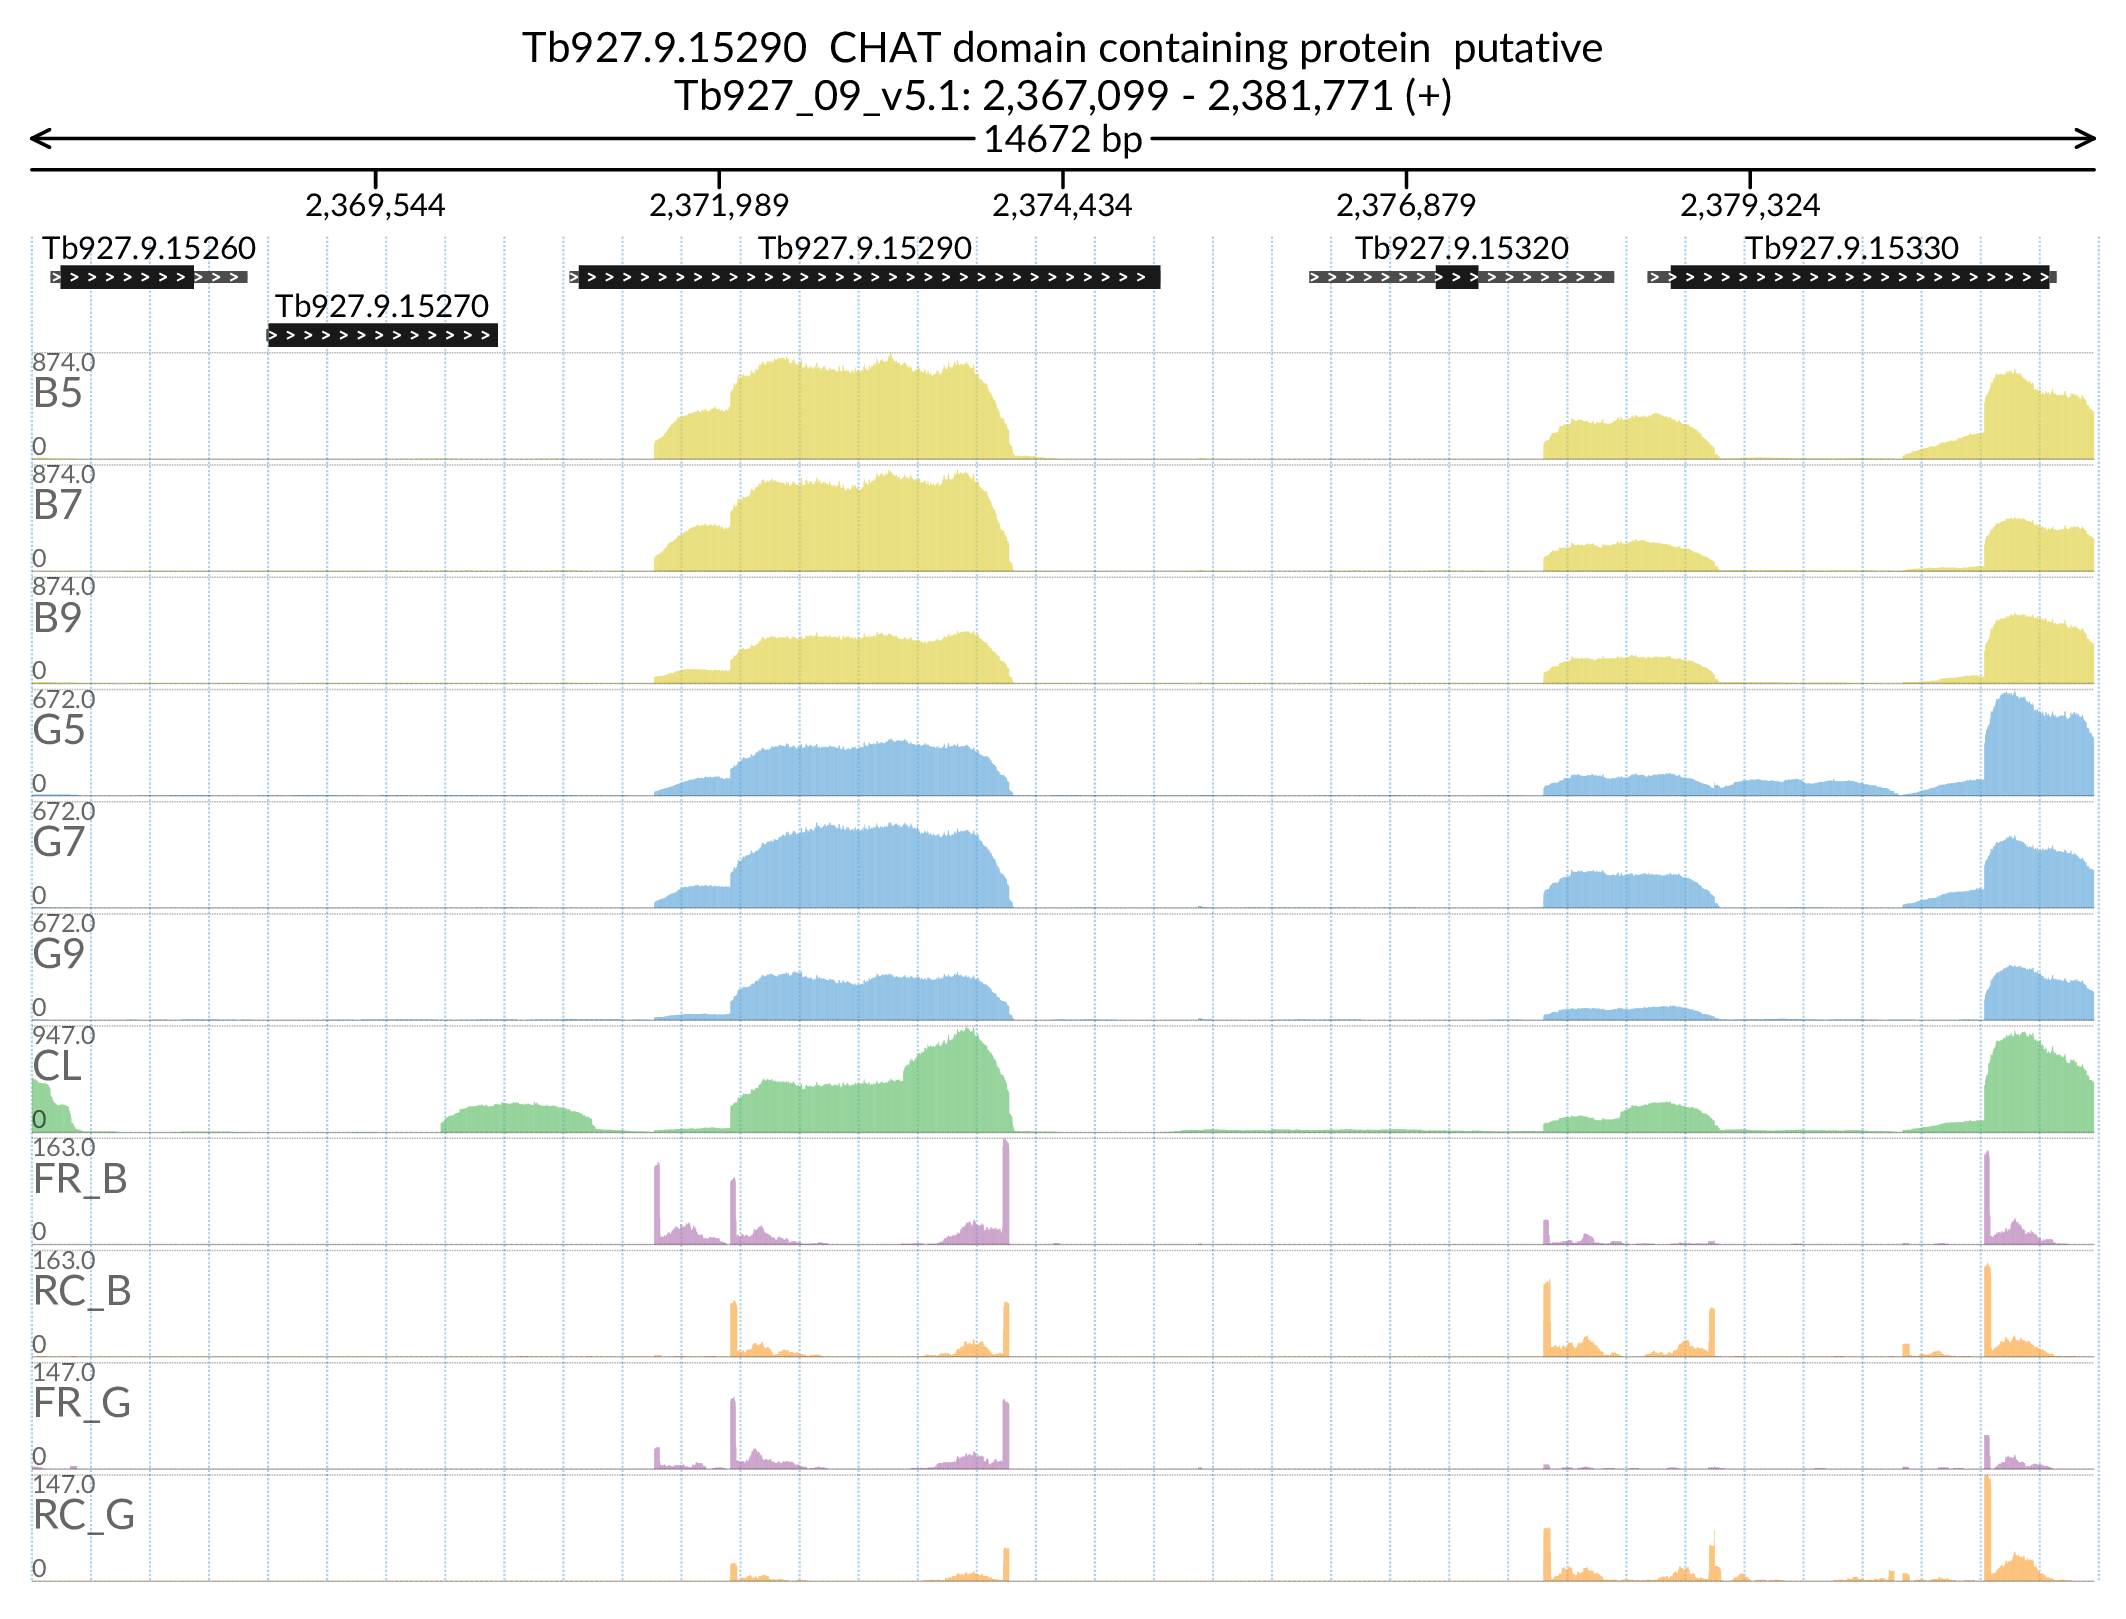 Tb927.9.15290  CHAT domain containing protein  putative
Tb927_09_v5.1: 2,367,099 - 2,381,771 (+)
14672 bp
2,369,544 2,371,989 2,374,434 2,376,879 2,379,324
Tb927.9.15260 Tb927.9.15290 Tb927.9.15320 Tb927.9.15330
Tb927.9.15270
874.0
B5
0
874.0
B7
0
874.0
B9
0
672.0
G5
0
672.0
G7
0
672.0
G9
0
947.0
CL
0
163.0
FR_B
0
163.0
RC_B
0
147.0
FR_G
0
147.0
RC_G
0